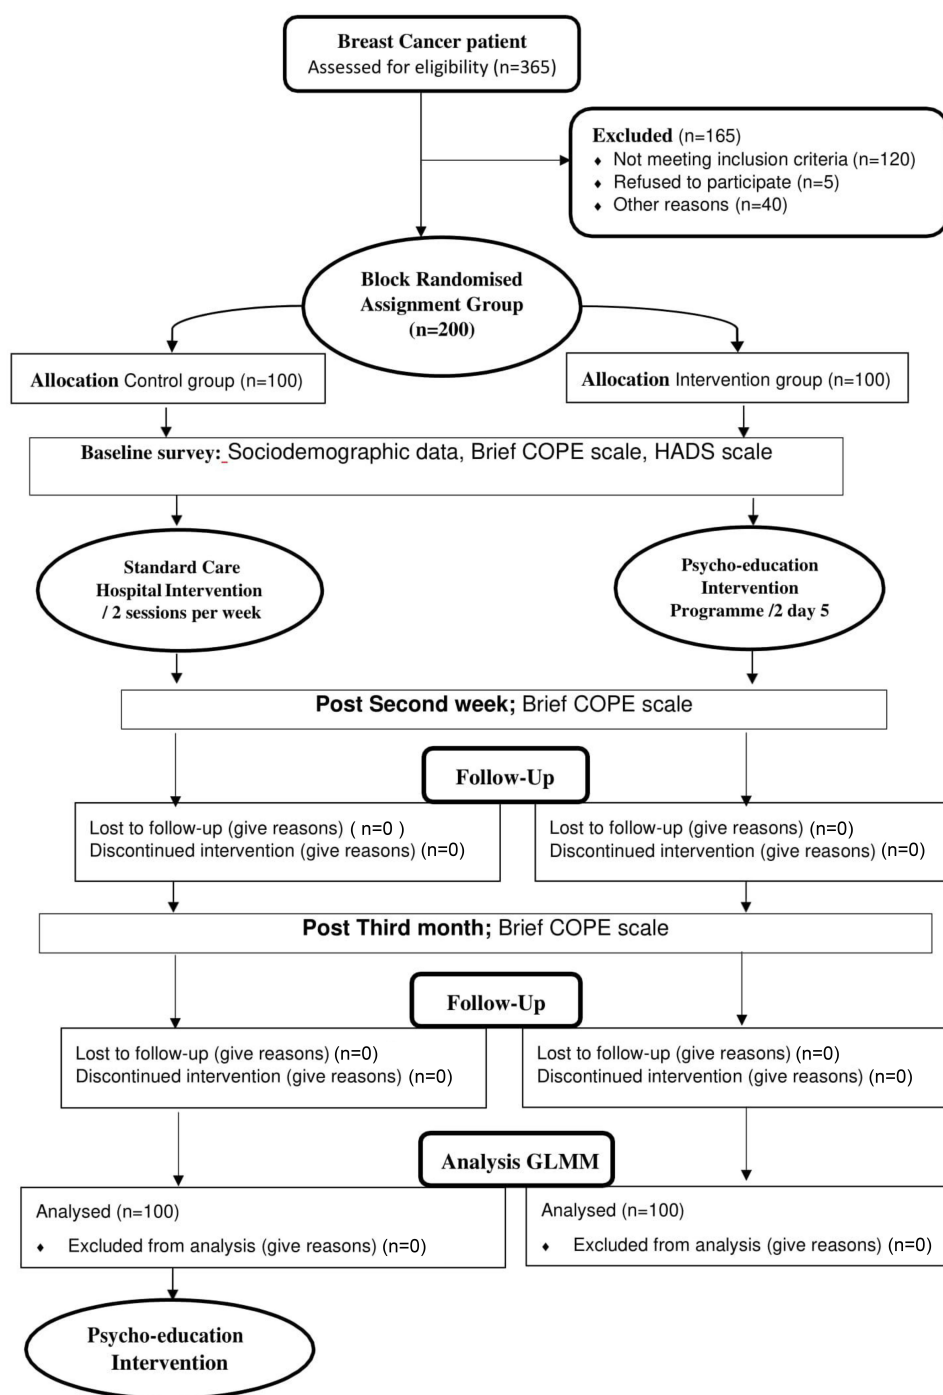 Breast Cancer patient
Assessed for eligibility (n=365)
Excluded (n=165)
♦ Not meeting inclusion criteria (n=120)
♦ Refused to participate (n=5)
♦ Other reasons (n=40)
Block Randomised
Assignment Group
(n=200)
Allocation Control group (n=100)
Allocation Intervention group (n=100)
Baseline survey: Sociodemographic data, Brief COPE scale, HADS scale
Standard Care
Hospital Intervention
/ 2 sessions per week
Psycho-education
Intervention
Programme /2 day 5
Post Second week; Brief COPE scale
Follow-Up
Lost to follow-up (give reasons) ( n=0 )
Discontinued intervention (give reasons) (n=0)
Lost to follow-up (give reasons) (n=0)
Discontinued intervention (give reasons) (n=0)
Post Third month; Brief COPE scale
Follow-Up
Lost to follow-up (give reasons) (n=0)
Discontinued intervention (give reasons) (n=0)
Lost to follow-up (give reasons) (n=0)
Discontinued intervention (give reasons) (n=0)
Analysis GLMM
Analysed (n=100)
♦ Excluded from analysis (give reasons) (n=0)
Analysed (n=100)
♦ Excluded from analysis (give reasons) (n=0)
Psycho-education
Intervention